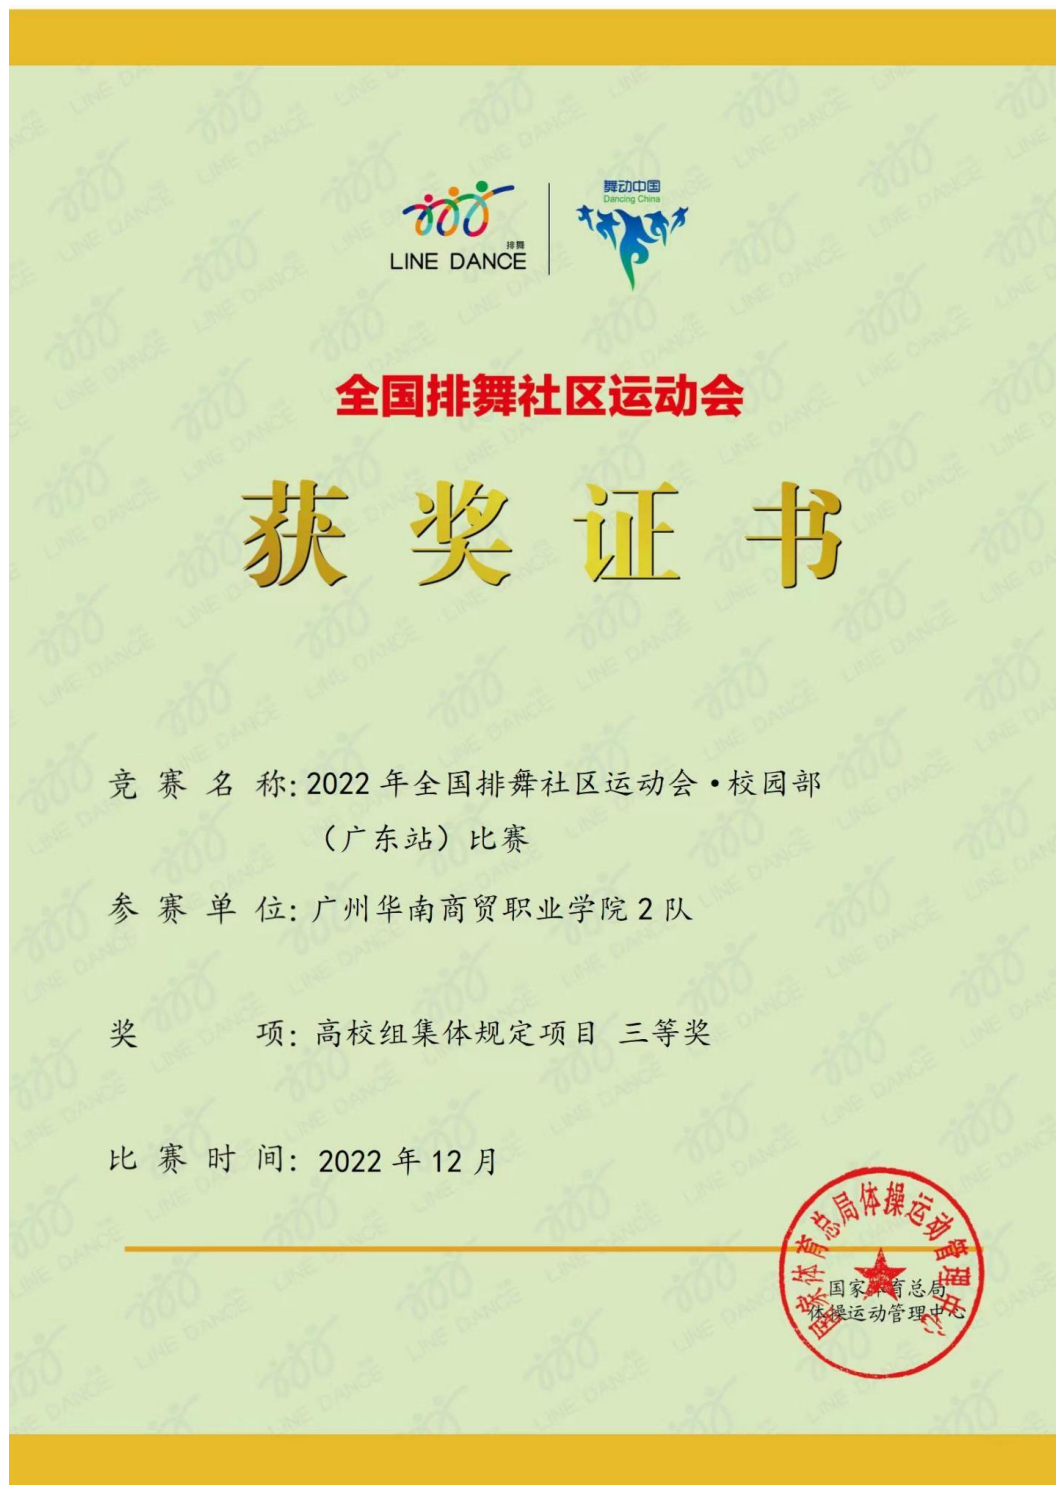 舞动中国
Dancing China
排舞
LINE DANCE
全国排舞社区运动会
获奖证书
竞赛名称:2022年全国排舞社区运动会·校园部
（广东站）比赛
参赛单位:广州华南商贸职业学院2队
奖项:高校组集体规定项目 三等奖
比赛时间:2022年12月
国家体育总局体操运动管理中心
国家体育总局
体操运动管理中心